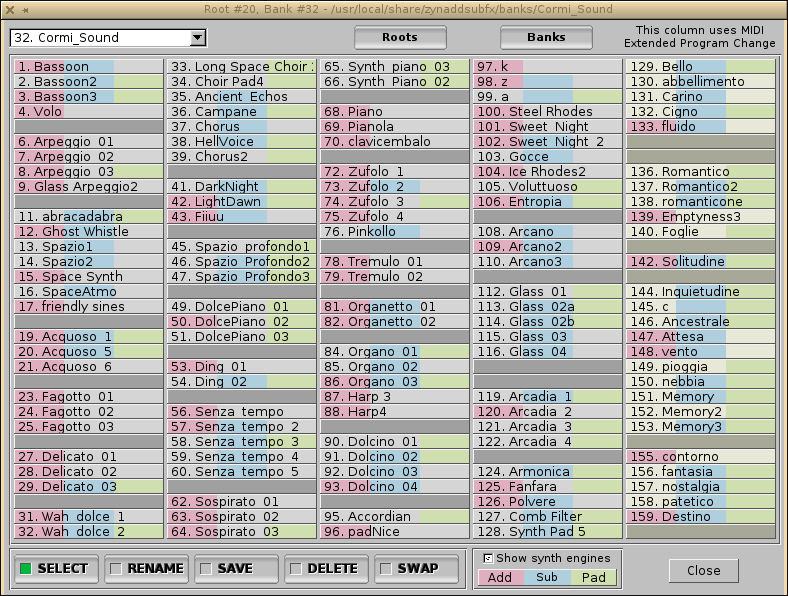 Root #20, Bank #32 - /usr/local/share/zynaddsubfx/banks/Cormi_Sound
32. Cormi_Sound
Roots
Banks
This column uses MIDI
Extended Program Change
1. Bassoon
2. Bassoon2
3. Bassoon3
4. Volo
6. Arpeggio 01
7. Arpeggio 02
8. Arpeggio 03
9. Glass Arpeggio2
11. abracadabra
12. Ghost Whistle
13. Spazio1
14. Spazio2
15. Space Synth
16. SpaceAtmo
17. friendly sines
19. Acquoso 1
20. Acquoso 5
21. Acquoso 6
23. Fagotto 01
24. Fagotto 02
25. Fagotto 03
27. Delicato 01
28. Delicato 02
29. Delicato 03
31. Wah dolce 1
32. Wah dolce 2
33. Long Space Choir
34. Choir Pad4
35. Ancient Echos
36. Campane
37. Chorus
38. HellVoice
39. Chorus2
41. DarkNight
42. LightDawn
43. Fiiuu
45. Spazio profondo1
46. Spazio Profondo2
47. Spazio Profondo3
49. DolcePiano 01
50. DolcePiano 02
51. DolcePiano 03
53. Ding 01
54. Ding 02
56. Senza tempo
57. Senza tempo 2
58. Senza tempo 3
59. Senza tempo 4
60. Senza tempo 5
62. Sospirato 01
63. Sospirato 02
64. Sospirato 03
65. Synth piano 03
66. Synth Piano 02
68. Piano
69. Pianola
70. clavicembalo
72. Zufolo 1
73. Zufolo 2
74. Zufolo 3
75. Zufolo 4
76. Pinkollo
78. Tremulo 01
79. Tremulo 02
81. Organetto 01
82. Organetto 02
84. Organo 01
85. Organo 02
86. Organo 03
87. Harp 3
88. Harp4
90. Dolcino 01
91. Dolcino 02
92. Dolcino 03
93. Dolcino 04
95. Accordian
96. padNice
97. k
98. z
99. a
100. Steel Rhodes
101. Sweet Night
102. Sweet Night 2
103. Gocce
104. Ice Rhodes2
105. Voluttuoso
106. Entropia
108. Arcano
109. Arcano2
110. Arcano3
112. Glass 01
113. Glass 02a
114. Glass 02b
115. Glass 03
116. Glass 04
119. Arcadia 1
120. Arcadia 2
121. Arcadia 3
122. Arcadia 4
124. Armonica
125. Fanfara
126. Polvere
127. Comb Filter
128. Synth Pad 5
129. Bello
130. abbellimento
131. Carino
132. Cigno
133. fluido
136. Romantico
137. Romantico2
138. romanticone
139. Emptyness3
140. Foglie
142. Solitudine
144. Inquietudine
145. c
146. Ancestrale
147. Attesa
148. vento
149. pioggia
150. nebbia
151. Memory
152. Memory2
153. Memory3
155. contorno
156. fantasia
157. nostalgia
158. patetico
159. Destino
SELECT
RENAME
SAVE
DELETE
SWAP
Show synth engines
Add
Sub
Pad
Close